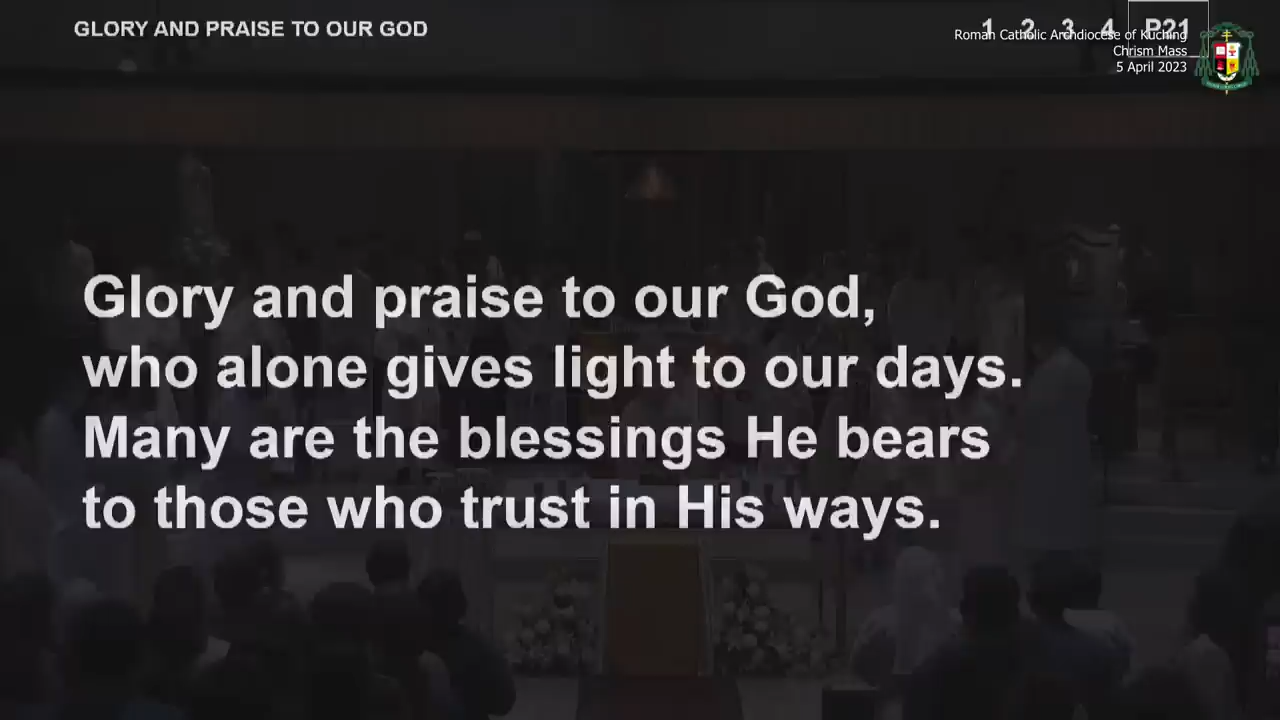 GLORY AND PRAISE TO OUR GOD
1 2 3 4 P21
Roman Catholic Archdiocese of Kuching
Chrism Mass
5 April 2023
Glory and praise to our God,
who alone gives light to our days.
Many are the blessings He bears
to those who trust in His ways.